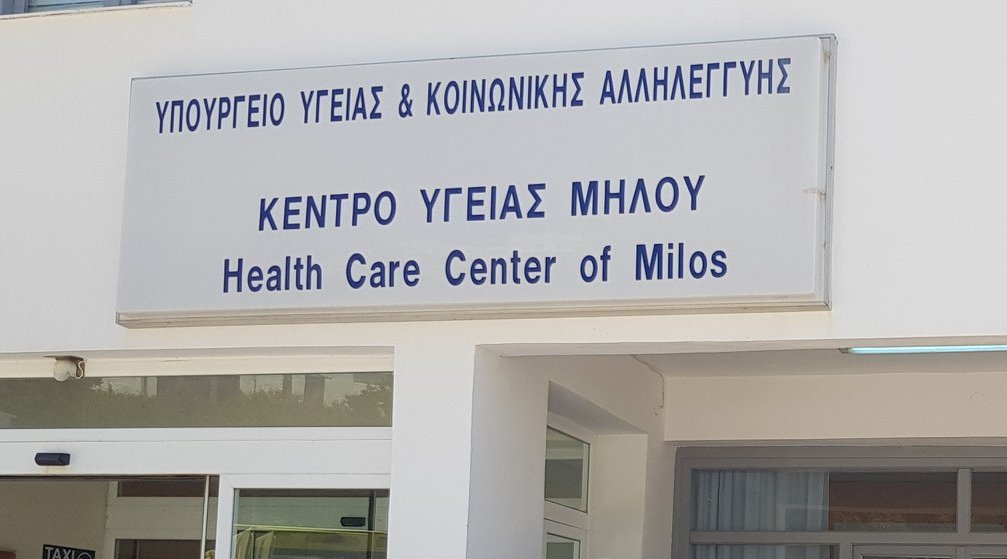 ΥΠΟΥΡΓΕΙΟ ΥΓΕΙΑΣ & ΚΟΙΝΩΝΙΚΗΣ ΑΛΛΗΛΕΓΓΥΗΣ
ΚΕΝΤΡΟ ΥΓΕΙΑΣ ΜΗΛΟΥ
Health Care Center of Milos
TAXI